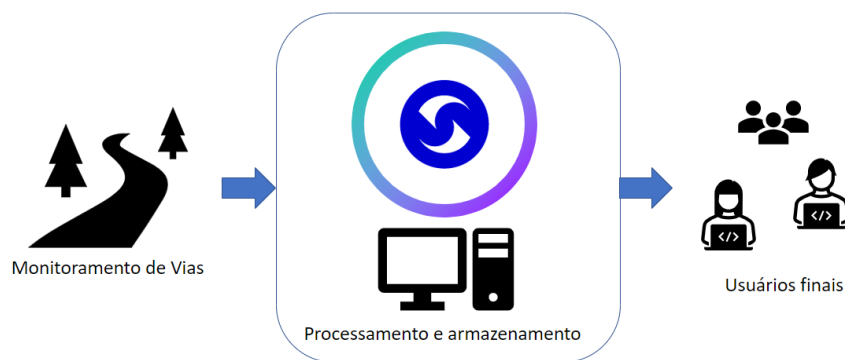 Monitoramento de Vias
Processamento e armazenamento
Usuários finais
</>
</>